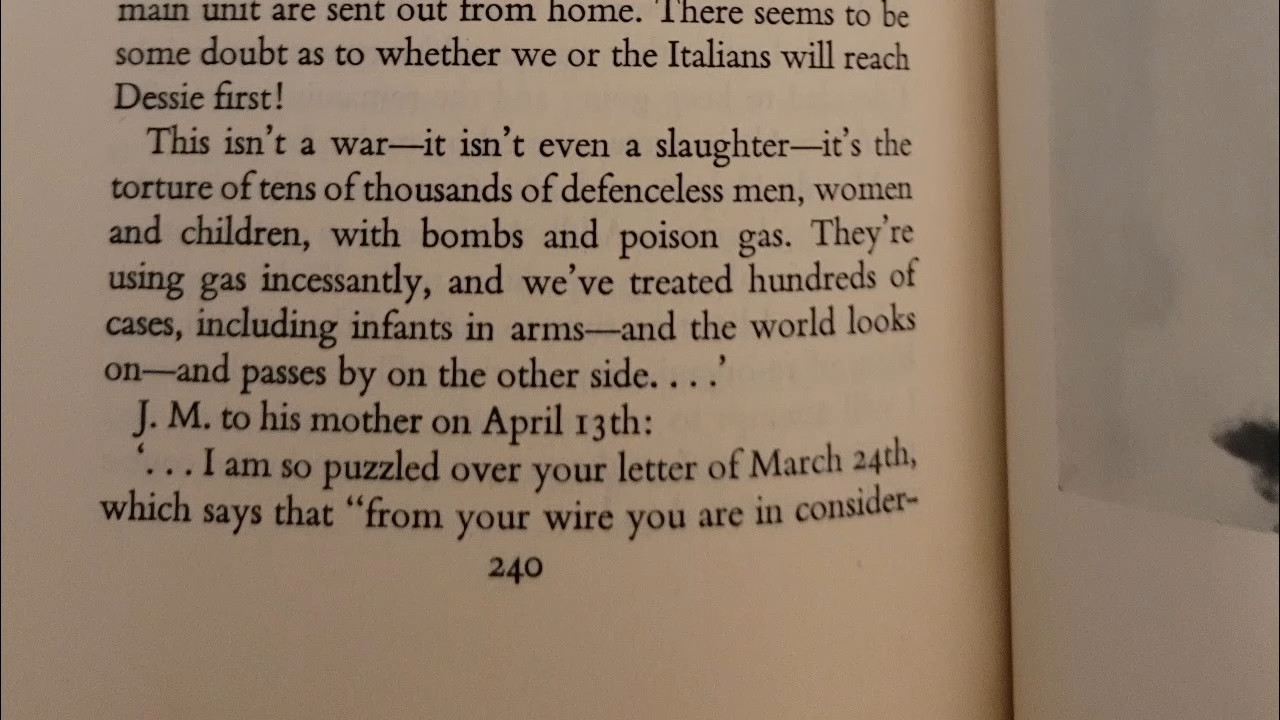 main unit are sent out from home. There seems to be
some doubt as to whether we or the Italians will reach
Dessie first!
This isn't a war—it isn't even a slaughter—it's the
torture of tens of thousands of defenceless men, women
and children, with bombs and poison gas. They're
using gas incessantly, and we've treated hundreds of
cases, including infants in arms—and the world looks
on—and passes by on the other side. . . .'
J. M. to his mother on April 13th:
'. . . I am so puzzled over your letter of March 24th,
which says that “from your wire you are in consider-
240